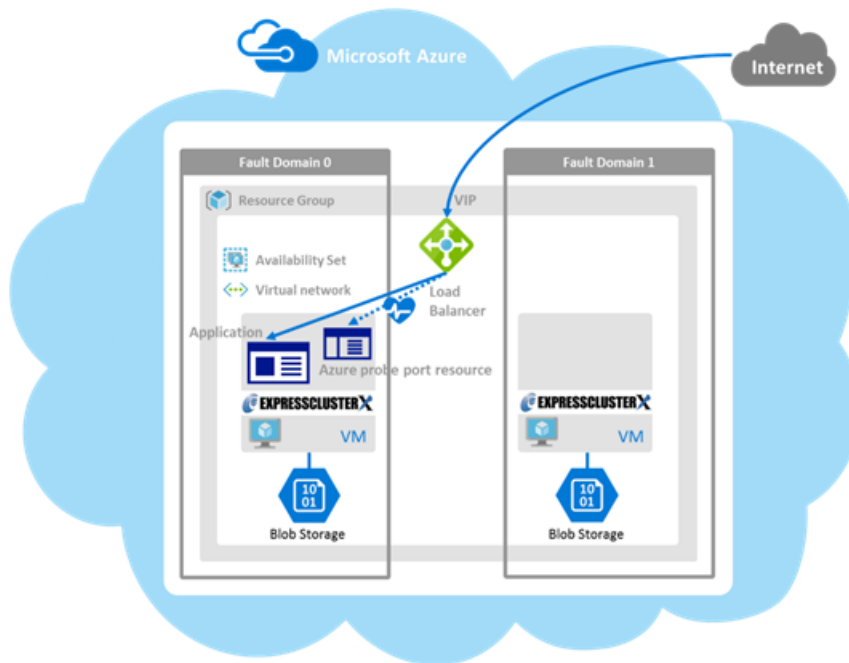 Microsoft Azure
Internet
Fault Domain 0
Fault Domain 1
Resource Group
VIP
Availability Set
Virtual network
Load
Balancer
Application
Azure probe port resource
EXPRESSCLUSTER X
EXPRESSCLUSTER X
VM
VM
10
01
10
01
Blob Storage
Blob Storage